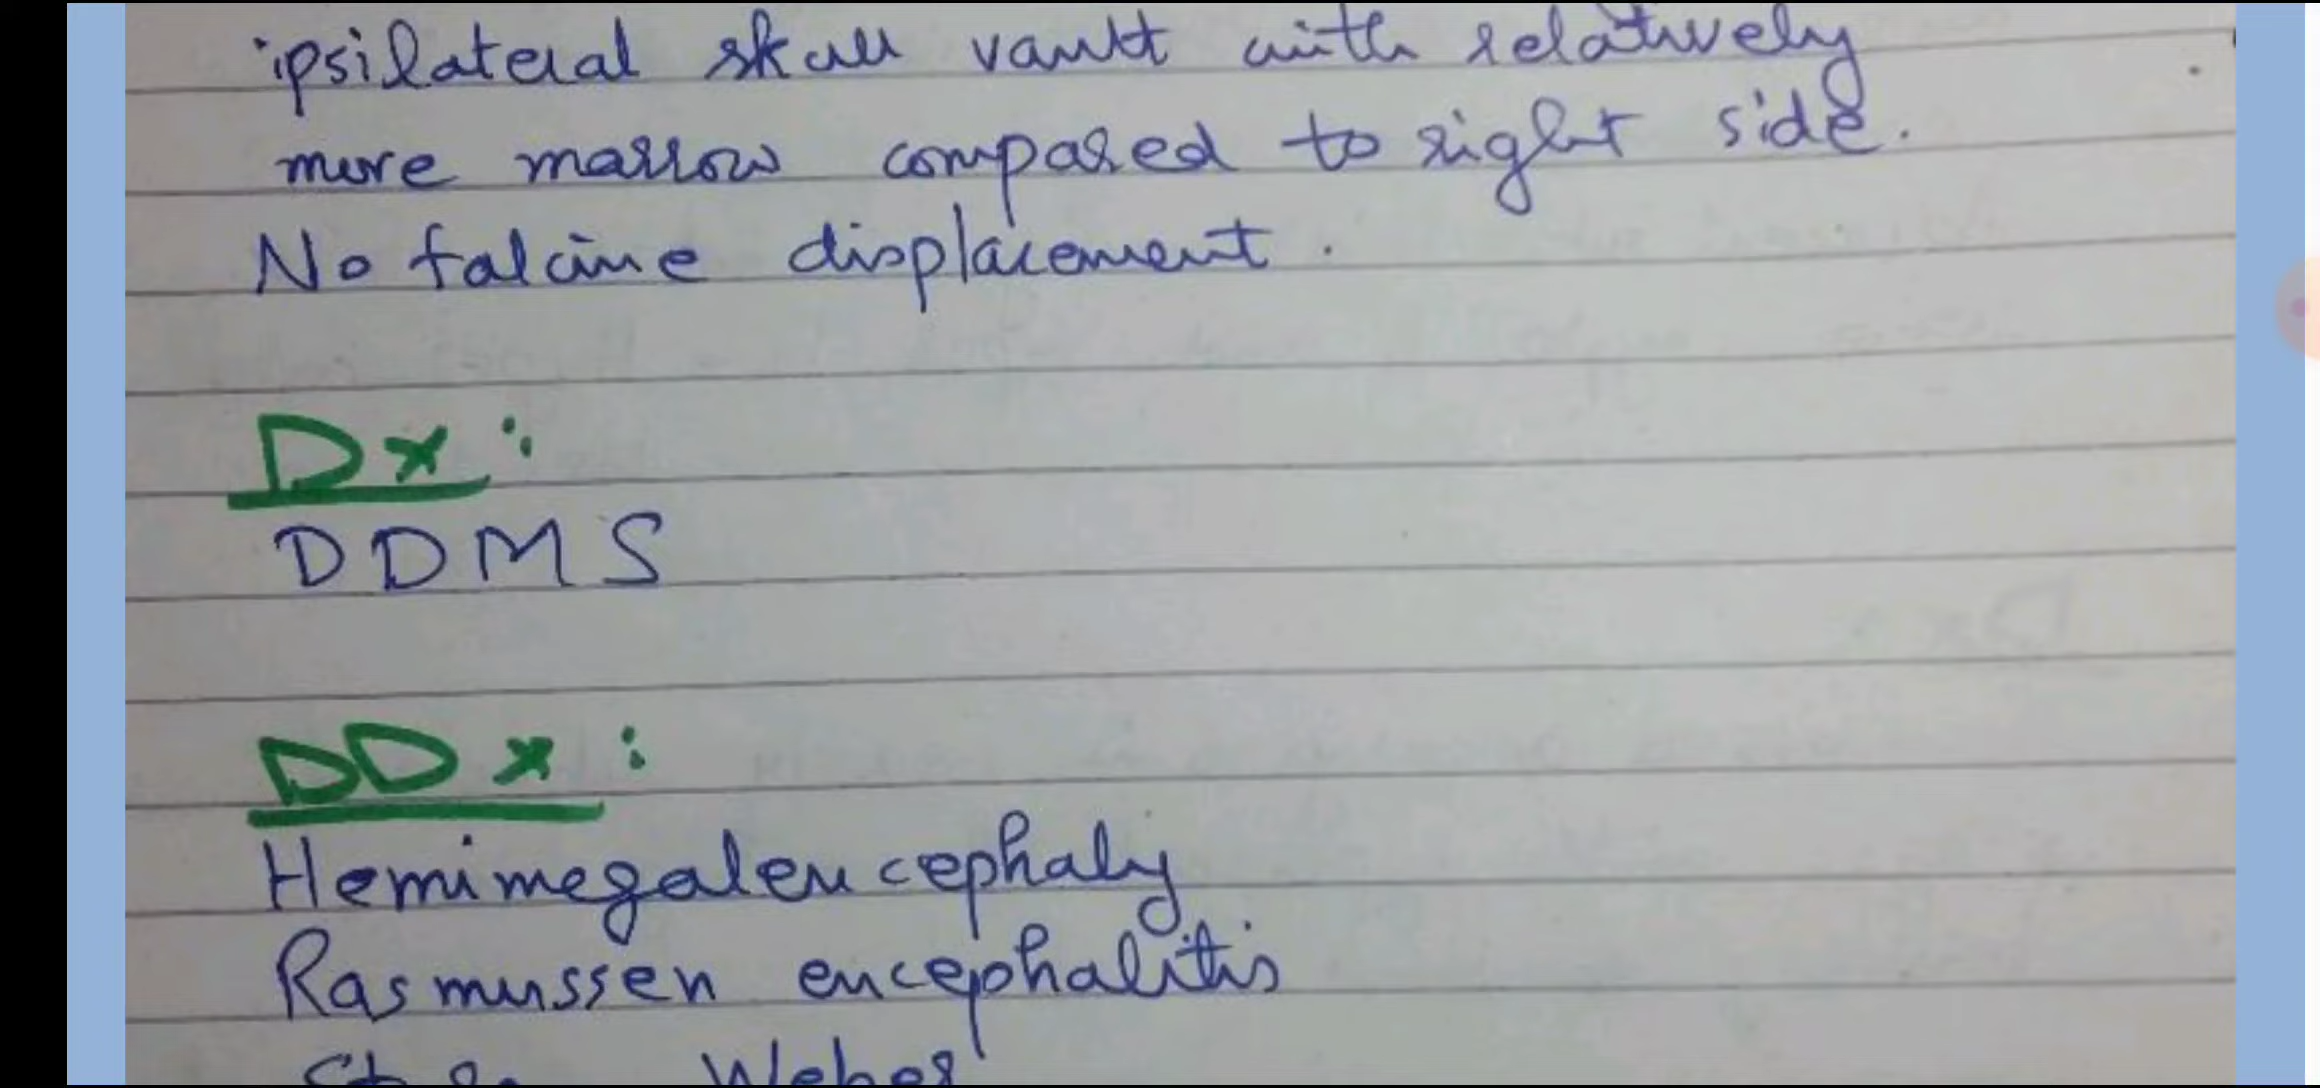 ipsilateral skull vault with relatively
more marrow compared to right side.
No falcine displacement.
Dx:
DDMS
DDx:
Hemimegalencephaly
Rasmussen encephalitis
Weber